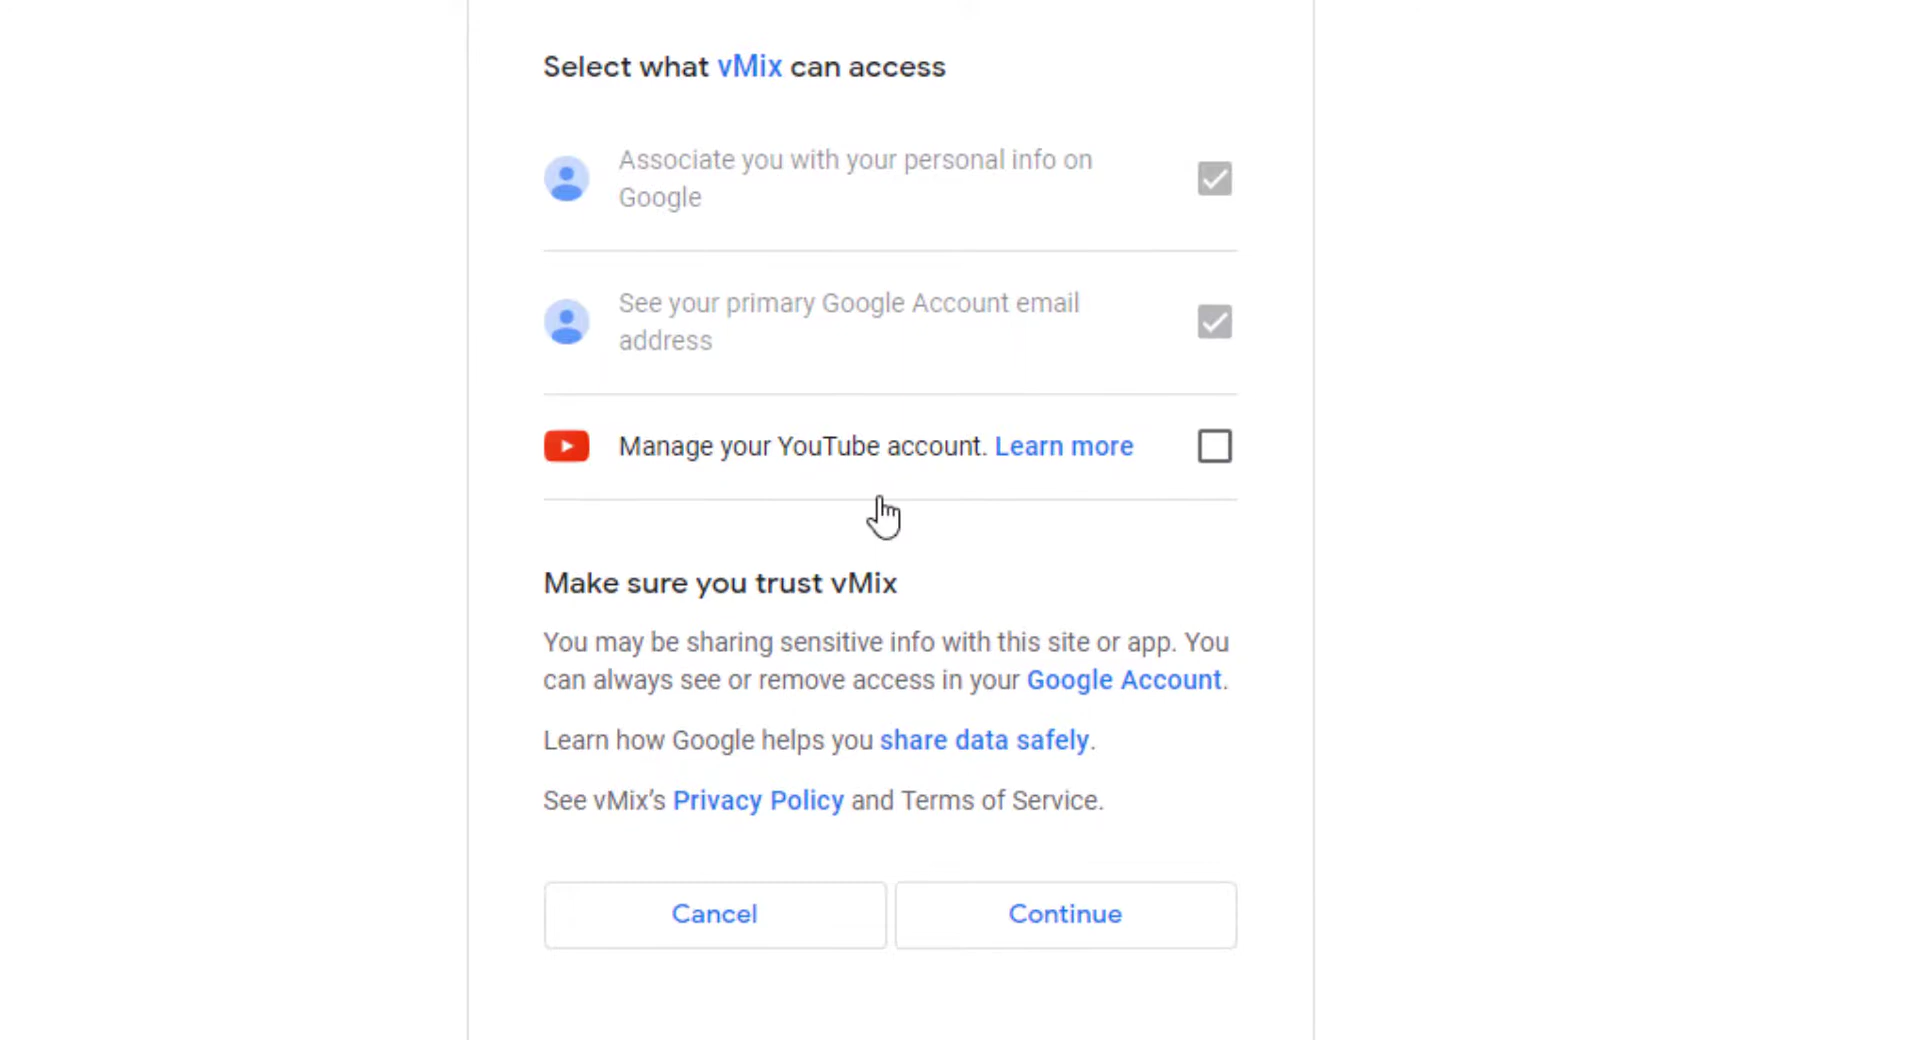 Select what vMix can access
Associate you with your personal info on
Google
See your primary Google Account email
address
Manage your YouTube account. Learn more
Make sure you trust vMix
You may be sharing sensitive info with this site or app. You
can always see or remove access in your Google Account.
Learn how Google helps you share data safely.
See vMix’s Privacy Policy and Terms of Service.
Cancel
Continue